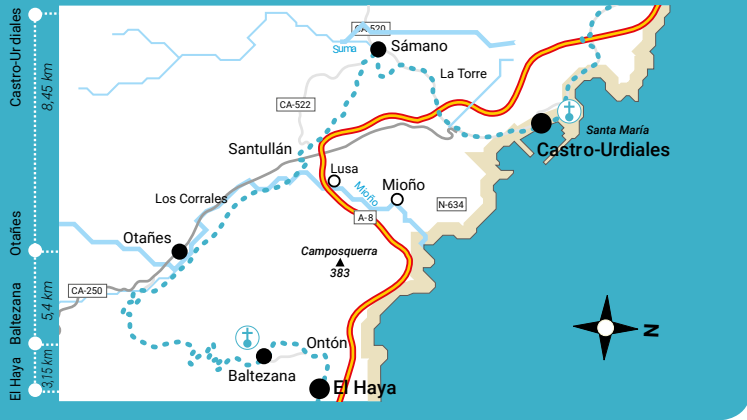 Castro-Urdiales
8,45 km
Otañes
5,4 km
Baltezana
3,15 km
El Haya
CA-520
Suma
Sámano
La Torre
CA-522
Santa María
Castro-Urdiales
Santullán
Lusa
Mioño
Mioño
Los Corrales
N-634
A-8
Otañes
Camposquerra
383
CA-250
N
Ontón
Baltezana
El Haya